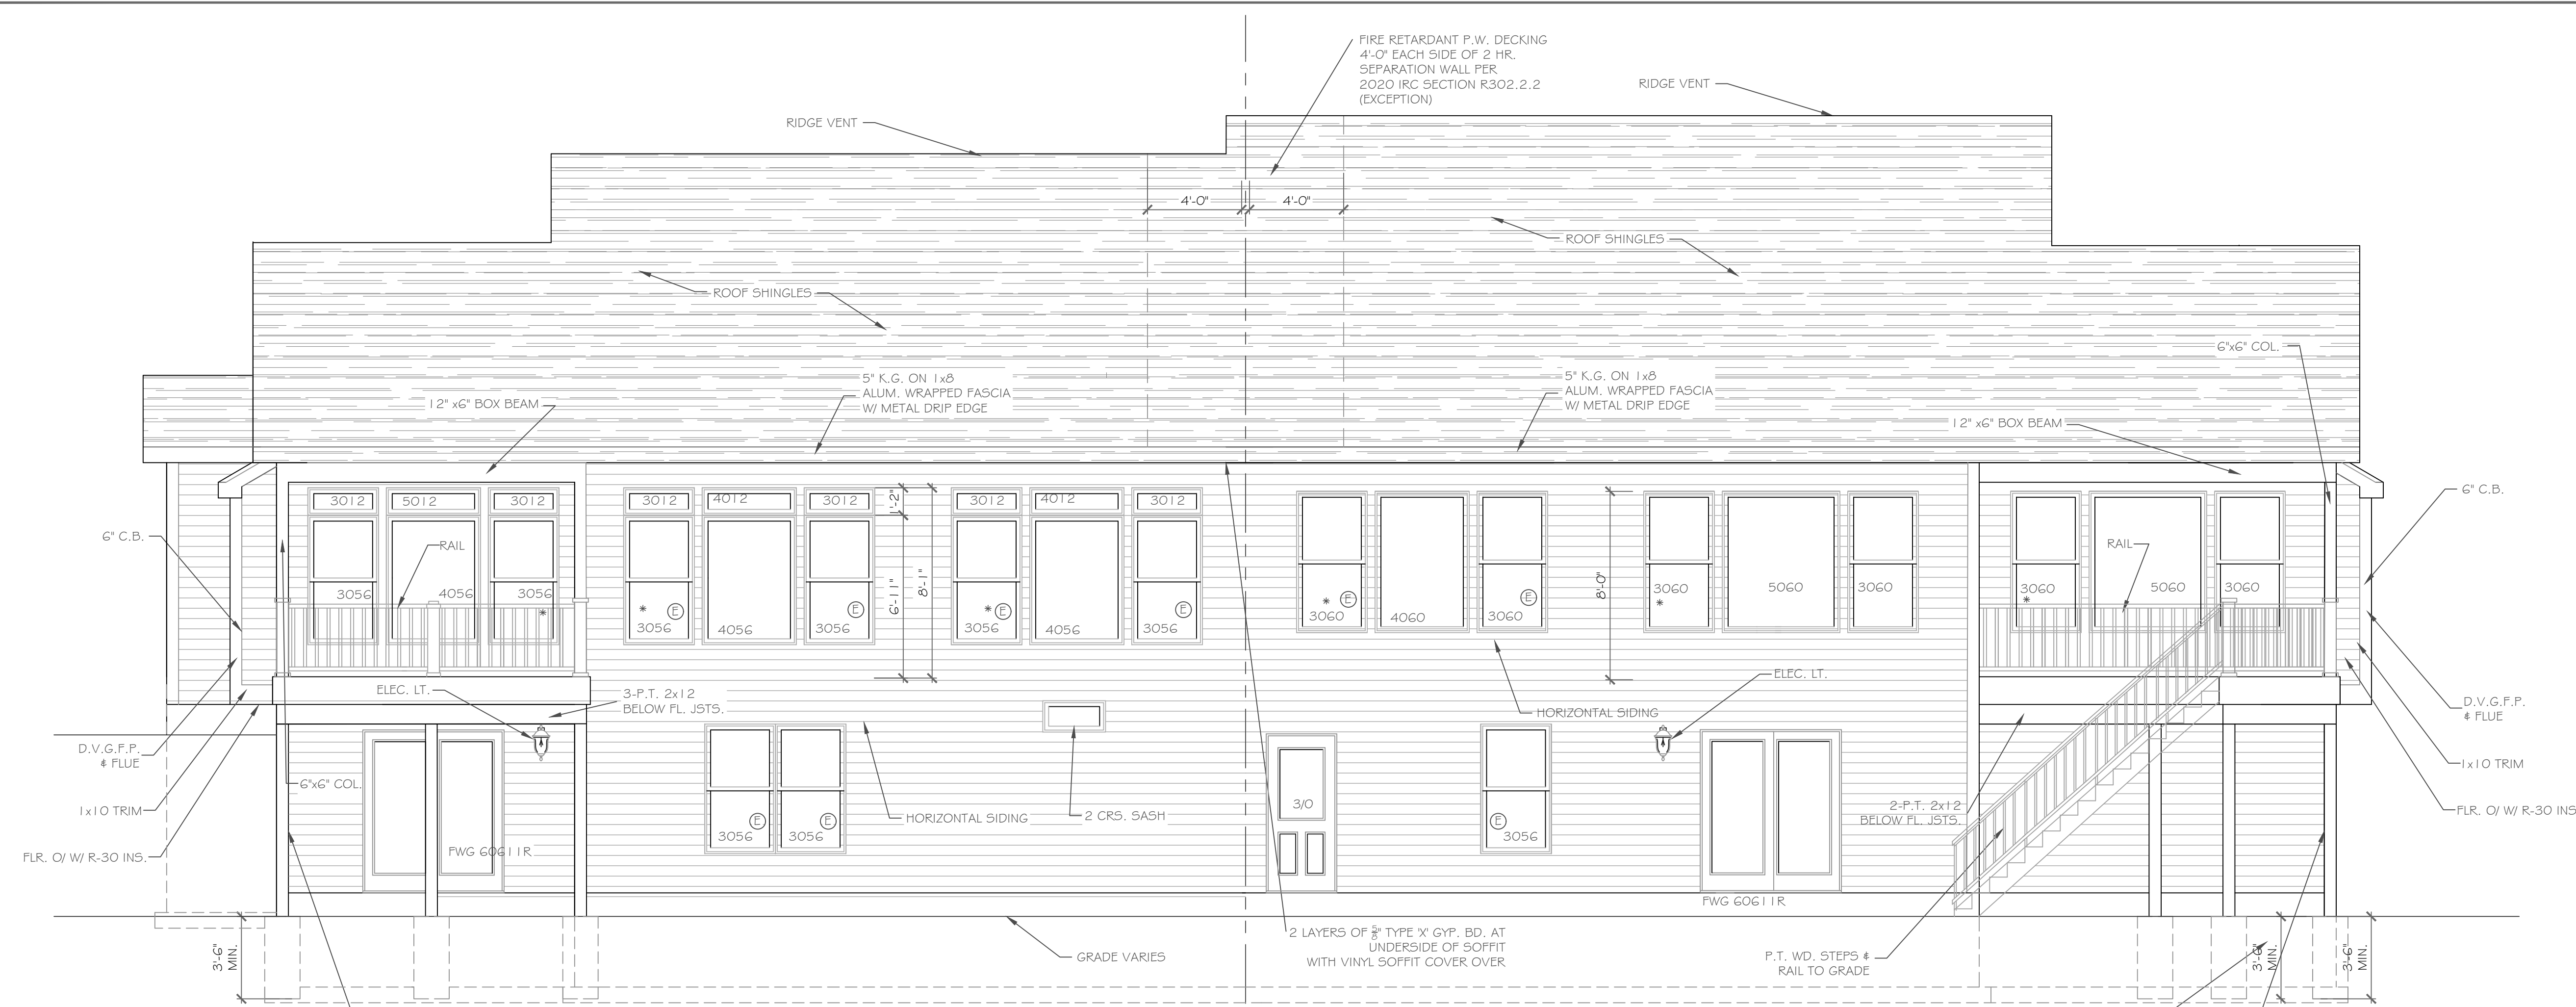 FIRE RETARDANT P.W. DECKING
4'-0" EACH SIDE OF 2 HR.
SEPARATION WALL PER
2020 IRC SECTION R302.2.2
(EXCEPTION)
RIDGE VENT
RIDGE VENT
4'-0" 4'-0"
ROOF SHINGLES
ROOF SHINGLES
6"x6" COL.
5" K.G. ON 1x8
ALUM. WRAPPED FASCIA
W/ METAL DRIP EDGE
5" K.G. ON 1x8
ALUM. WRAPPED FASCIA
W/ METAL DRIP EDGE
12" x6" BOX BEAM
12" x6" BOX BEAM
3012 5012 3012 3012 4012 3012 3012 4012 3012
1'-2"
6'-11"
8'-1"
8'-0"
6" C.B.
6" C.B.
RAIL
RAIL
3056 4056 3056
*
* E
3056 4056 E 3056
* E
3056 4056 E 3056
* E
3060 4060 E 3060
3060 5060 3060
*
3060 5060 3060
*
ELEC. LT.
ELEC. LT.
3-P.T. 2x12
BELOW FL. JSTS.
HORIZONTAL SIDING
D.V.G.F.P.
& FLUE
D.V.G.F.P.
& FLUE
6"x6" COL.
1x10 TRIM
1x10 TRIM
3/0
2-P.T. 2x12
BELOW FL. JSTS.
HORIZONTAL SIDING
2 CRS. SASH
E E
3056 3056
E
3056
FLR. O/ W/ R-30 INS.
FLR. O/ W/ R-30 INS
FWG 60611R
FWG 60611R
2 LAYERS OF 5/8" TYPE 'X' GYP. BD. AT
UNDERSIDE OF SOFFIT
WITH VINYL SOFFIT COVER OVER
GRADE VARIES
P.T. WD. STEPS &
RAIL TO GRADE
3'-6"
MIN.
3'-6"
MIN.
3'-6"
MIN.